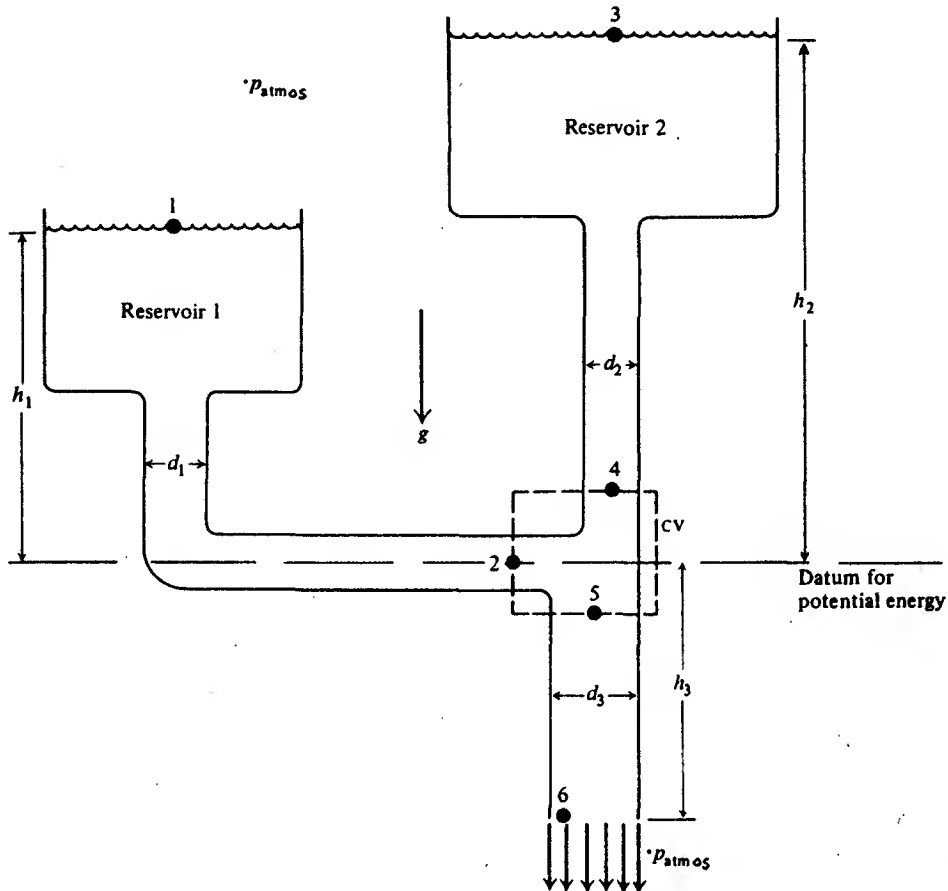 3
·p_atmos
Reservoir 2
1
Reservoir 1
h_2
h_1
d_2
g
d_1
4
CV
2
Datum for
potential energy
5
d_3
h_3
6
·p_atmos